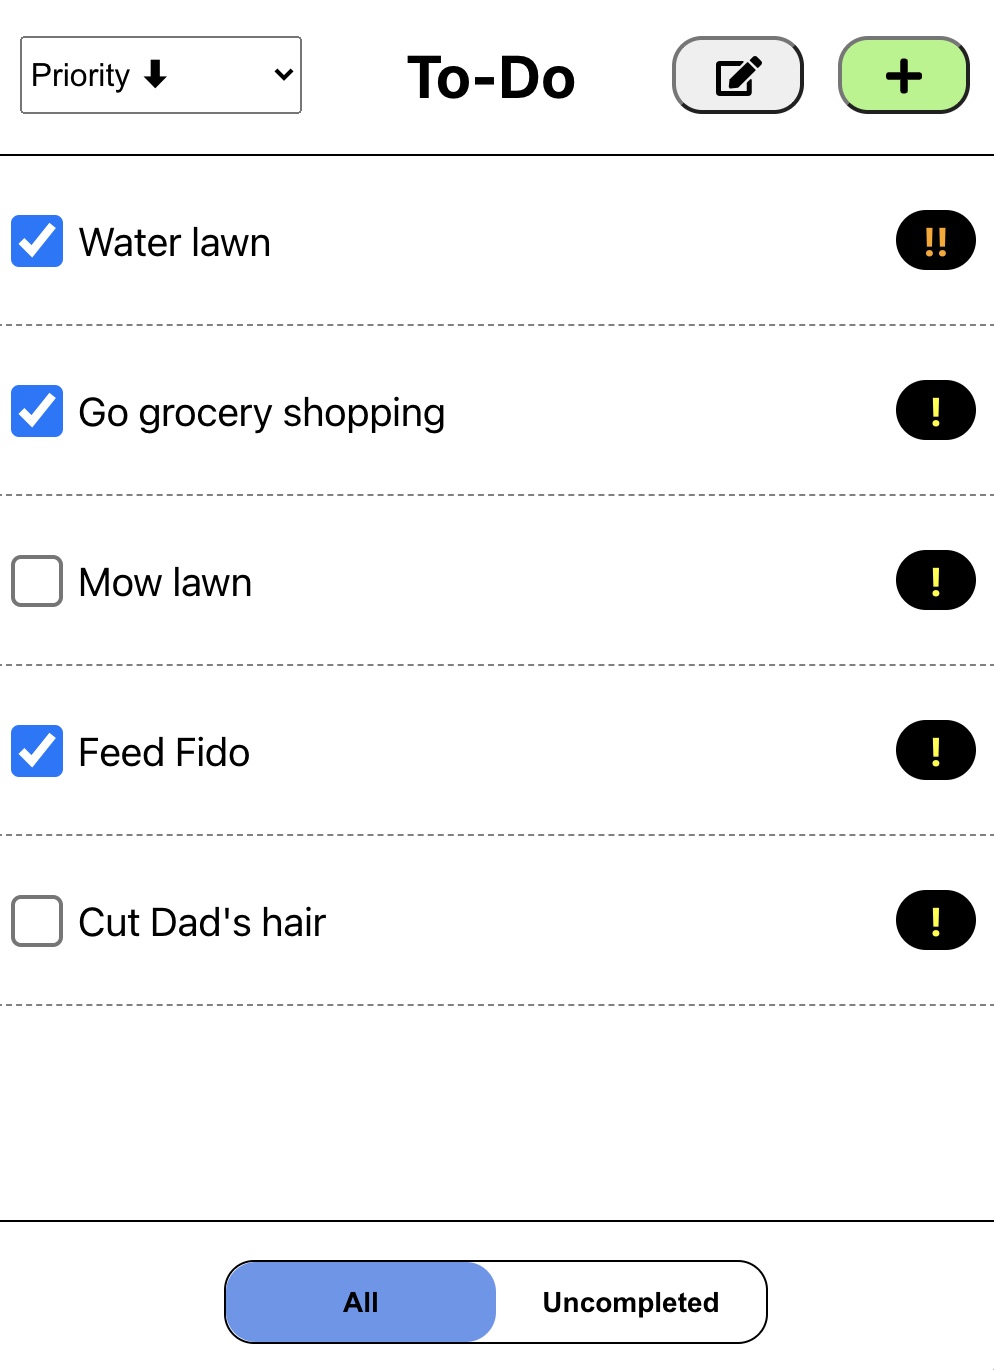 Priority ⬇
To-Do
Water lawn
!!
Go grocery shopping
!
Mow lawn
!
Feed Fido
!
Cut Dad's hair
!
All
Uncompleted